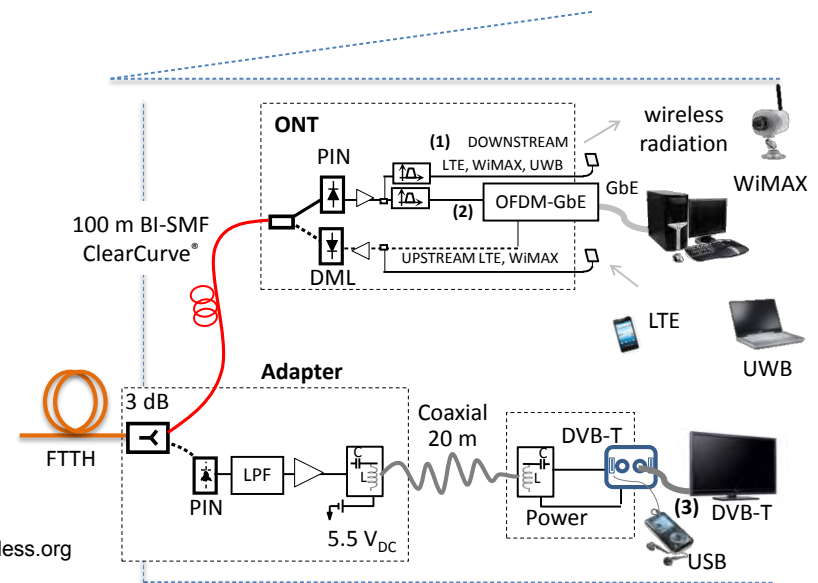 ONT
(1) DOWNSTREAM
LTE, WiMAX, UWB
wireless
radiation
WiMAX
PIN
(2)
OFDM-GbE
GbE
100 m BI-SMF
ClearCurve®
DML
UPSTREAM LTE, WiMAX
LTE
UWB
Adapter
3 dB
FTTH
PIN
LPF
C
L
5.5 VDC
Coaxial
20 m
C
L
Power
DVB-T
(3)
DVB-T
USB
less.org